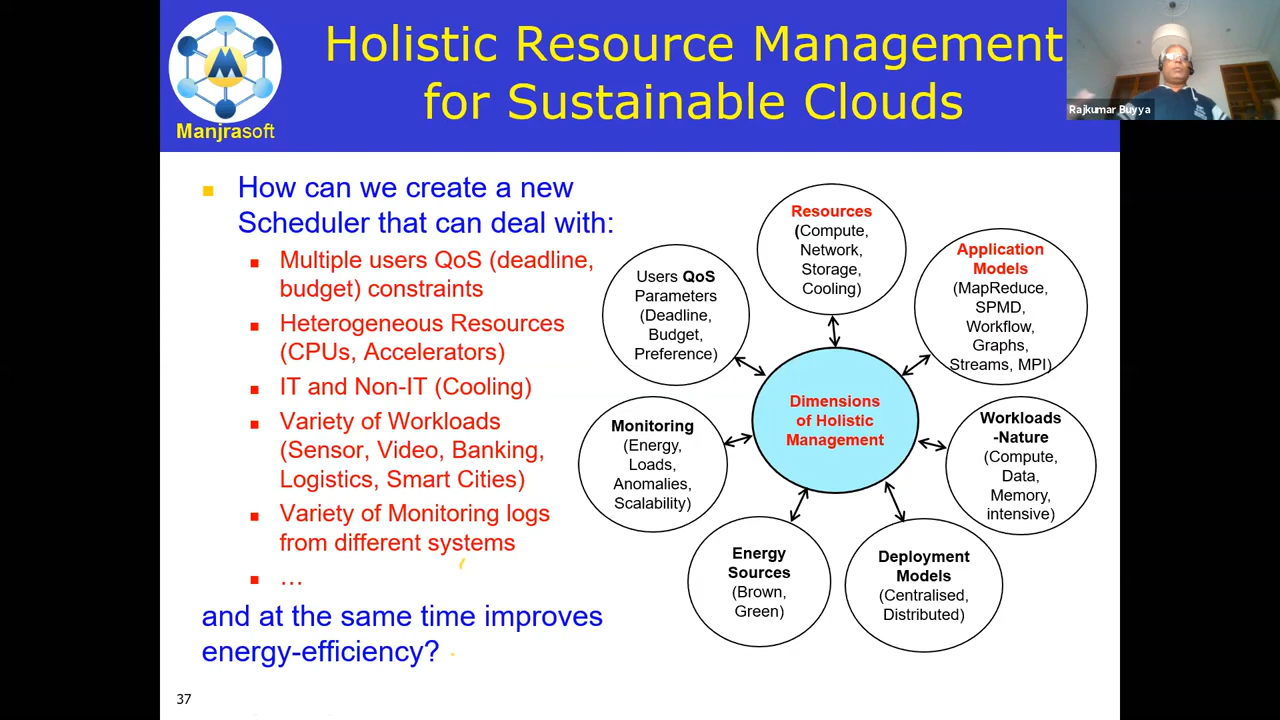 Holistic Resource Management
for Sustainable Clouds
Manjrasoft
Rajkumar Buyya
How can we create a new
Scheduler that can deal with:
Multiple users QoS (deadline,
budget) constraints
Heterogeneous Resources
(CPUs, Accelerators)
IT and Non-IT (Cooling)
Variety of Workloads
(Sensor, Video, Banking,
Logistics, Smart Cities)
Variety of Monitoring logs
from different systems
...
and at the same time improves
energy-efficiency?
Resources
(Compute,
Network,
Storage,
Cooling)
Application
Models
(MapReduce,
SPMD,
Workflow,
Graphs,
Streams, MPI)
Workloads
-Nature
(Compute,
Data,
Memory,
intensive)
Deployment
Models
(Centralised,
Distributed)
Energy
Sources
(Brown,
Green)
Monitoring
(Energy,
Loads,
Anomalies,
Scalability)
Users QoS
Parameters
(Deadline,
Budget,
Preference)
Dimensions
of Holistic
Management
37